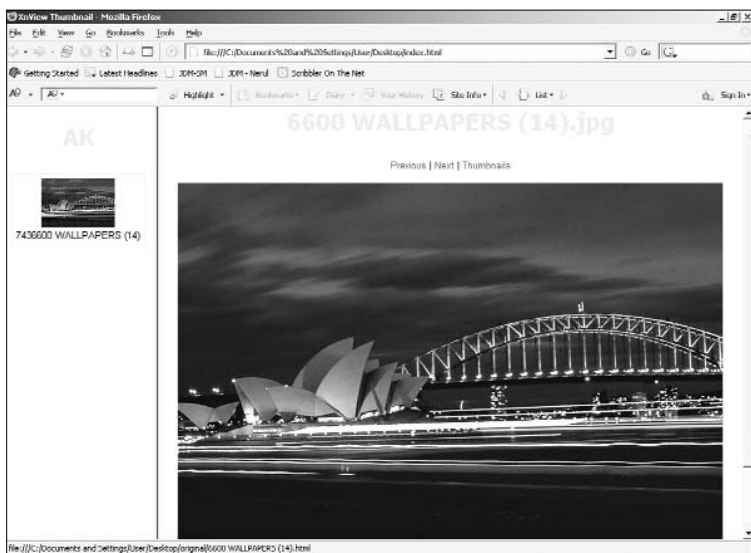 XnView Thumbnail - Mozilla Firefox
File Edit View Go Bookmarks Tools Help
file:///C:/Documents%20and%20Settings/User/Desktop/index.html Go
Getting Started Latest Headlines JDM-SM JDM - Nerul Scribbler On The Net
Highlight Bookmarks Diary Your History Site Info List Sign In
AK
6600 WALLPAPERS (14).jpg
Previous | Next | Thumbnails
7436600 WALLPAPERS (14)
file:///C:/Documents and Settings/User/Desktop/original/6600 WALLPAPERS (14).html